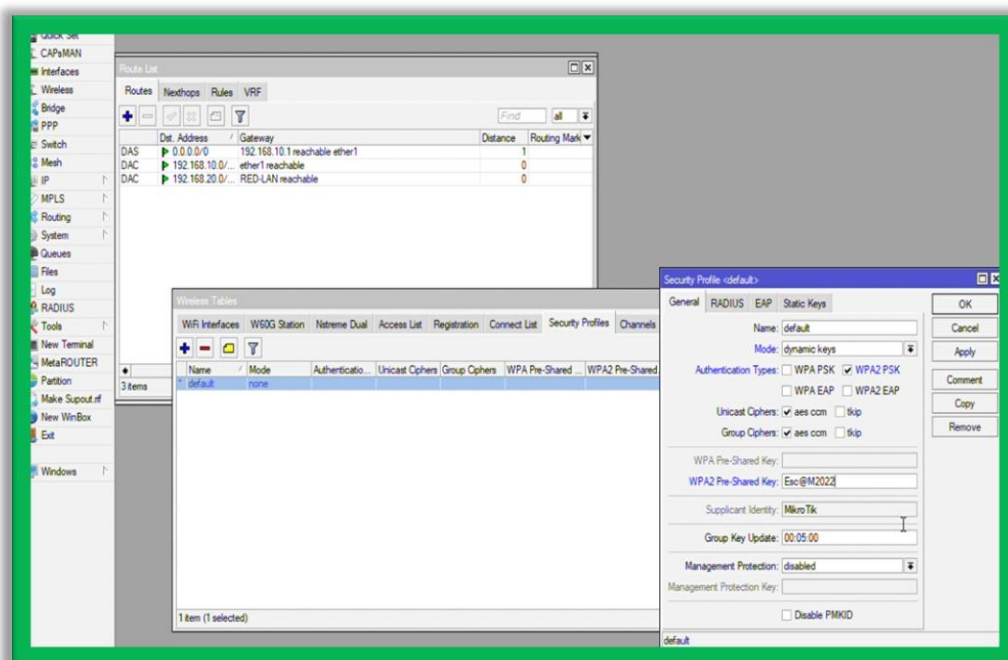 Quick Set
CAPsMAN
Interfaces
Wireless
Bridge
PPP
Switch
Mesh
IP
MPLS
Routing
System
Queues
Files
Log
RADIUS
Tools
New Terminal
MetaROUTER
Partition
Make Supout.rif
New WinBox
Exit
Windows
Route List
Routes Nexthops Rules VRF
Find all
Dst. Address / Gateway Distance Routing Mark
DAS 0.0.0.0/0 192.168.10.1 reachable ether1 1
DAC 192.168.10.0/... ether1 reachable 0
DAC 192.168.20.0/... RED-LAN reachable 0
3 items
Wireless Tables
WiFi Interfaces W60G Station Nstreme Dual Access List Registration Connect List Security Profiles Channels
Name / Mode Authenticatio... Unicast Ciphers Group Ciphers WPA Pre-Shared ... WPA2 Pre-Shared
* default none
1 item (1 selected)
Security Profile <default>
General RADIUS EAP Static Keys
Name: default
Mode: dynamic keys
Authentication Types: WPA PSK WPA2 PSK
WPA EAP WPA2 EAP
Unicast Ciphers: aes ccm tkip
Group Ciphers: aes ccm tkip
WPA Pre-Shared Key:
WPA2 Pre-Shared Key: Esc@M2022
Supplicant Identity: MikroTik
Group Key Update: 00:05:00
Management Protection: disabled
Management Protection Key:
Disable PMKID
default
OK
Cancel
Apply
Comment
Copy
Remove